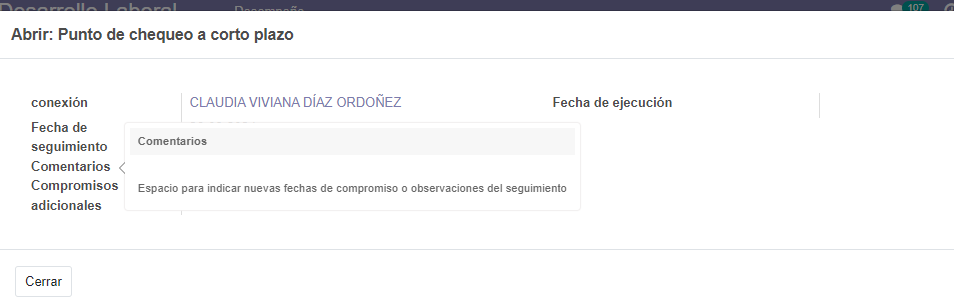 Desarrollo Laboral Desempeño 107
Abrir: Punto de chequeo a corto plazo
conexión CLAUDIA VIVIANA DÍAZ ORDOÑEZ Fecha de ejecución
Fecha de
seguimiento
Comentarios
Compromisos
adicionales
Comentarios
Espacio para indicar nuevas fechas de compromiso o observaciones del seguimiento
Cerrar